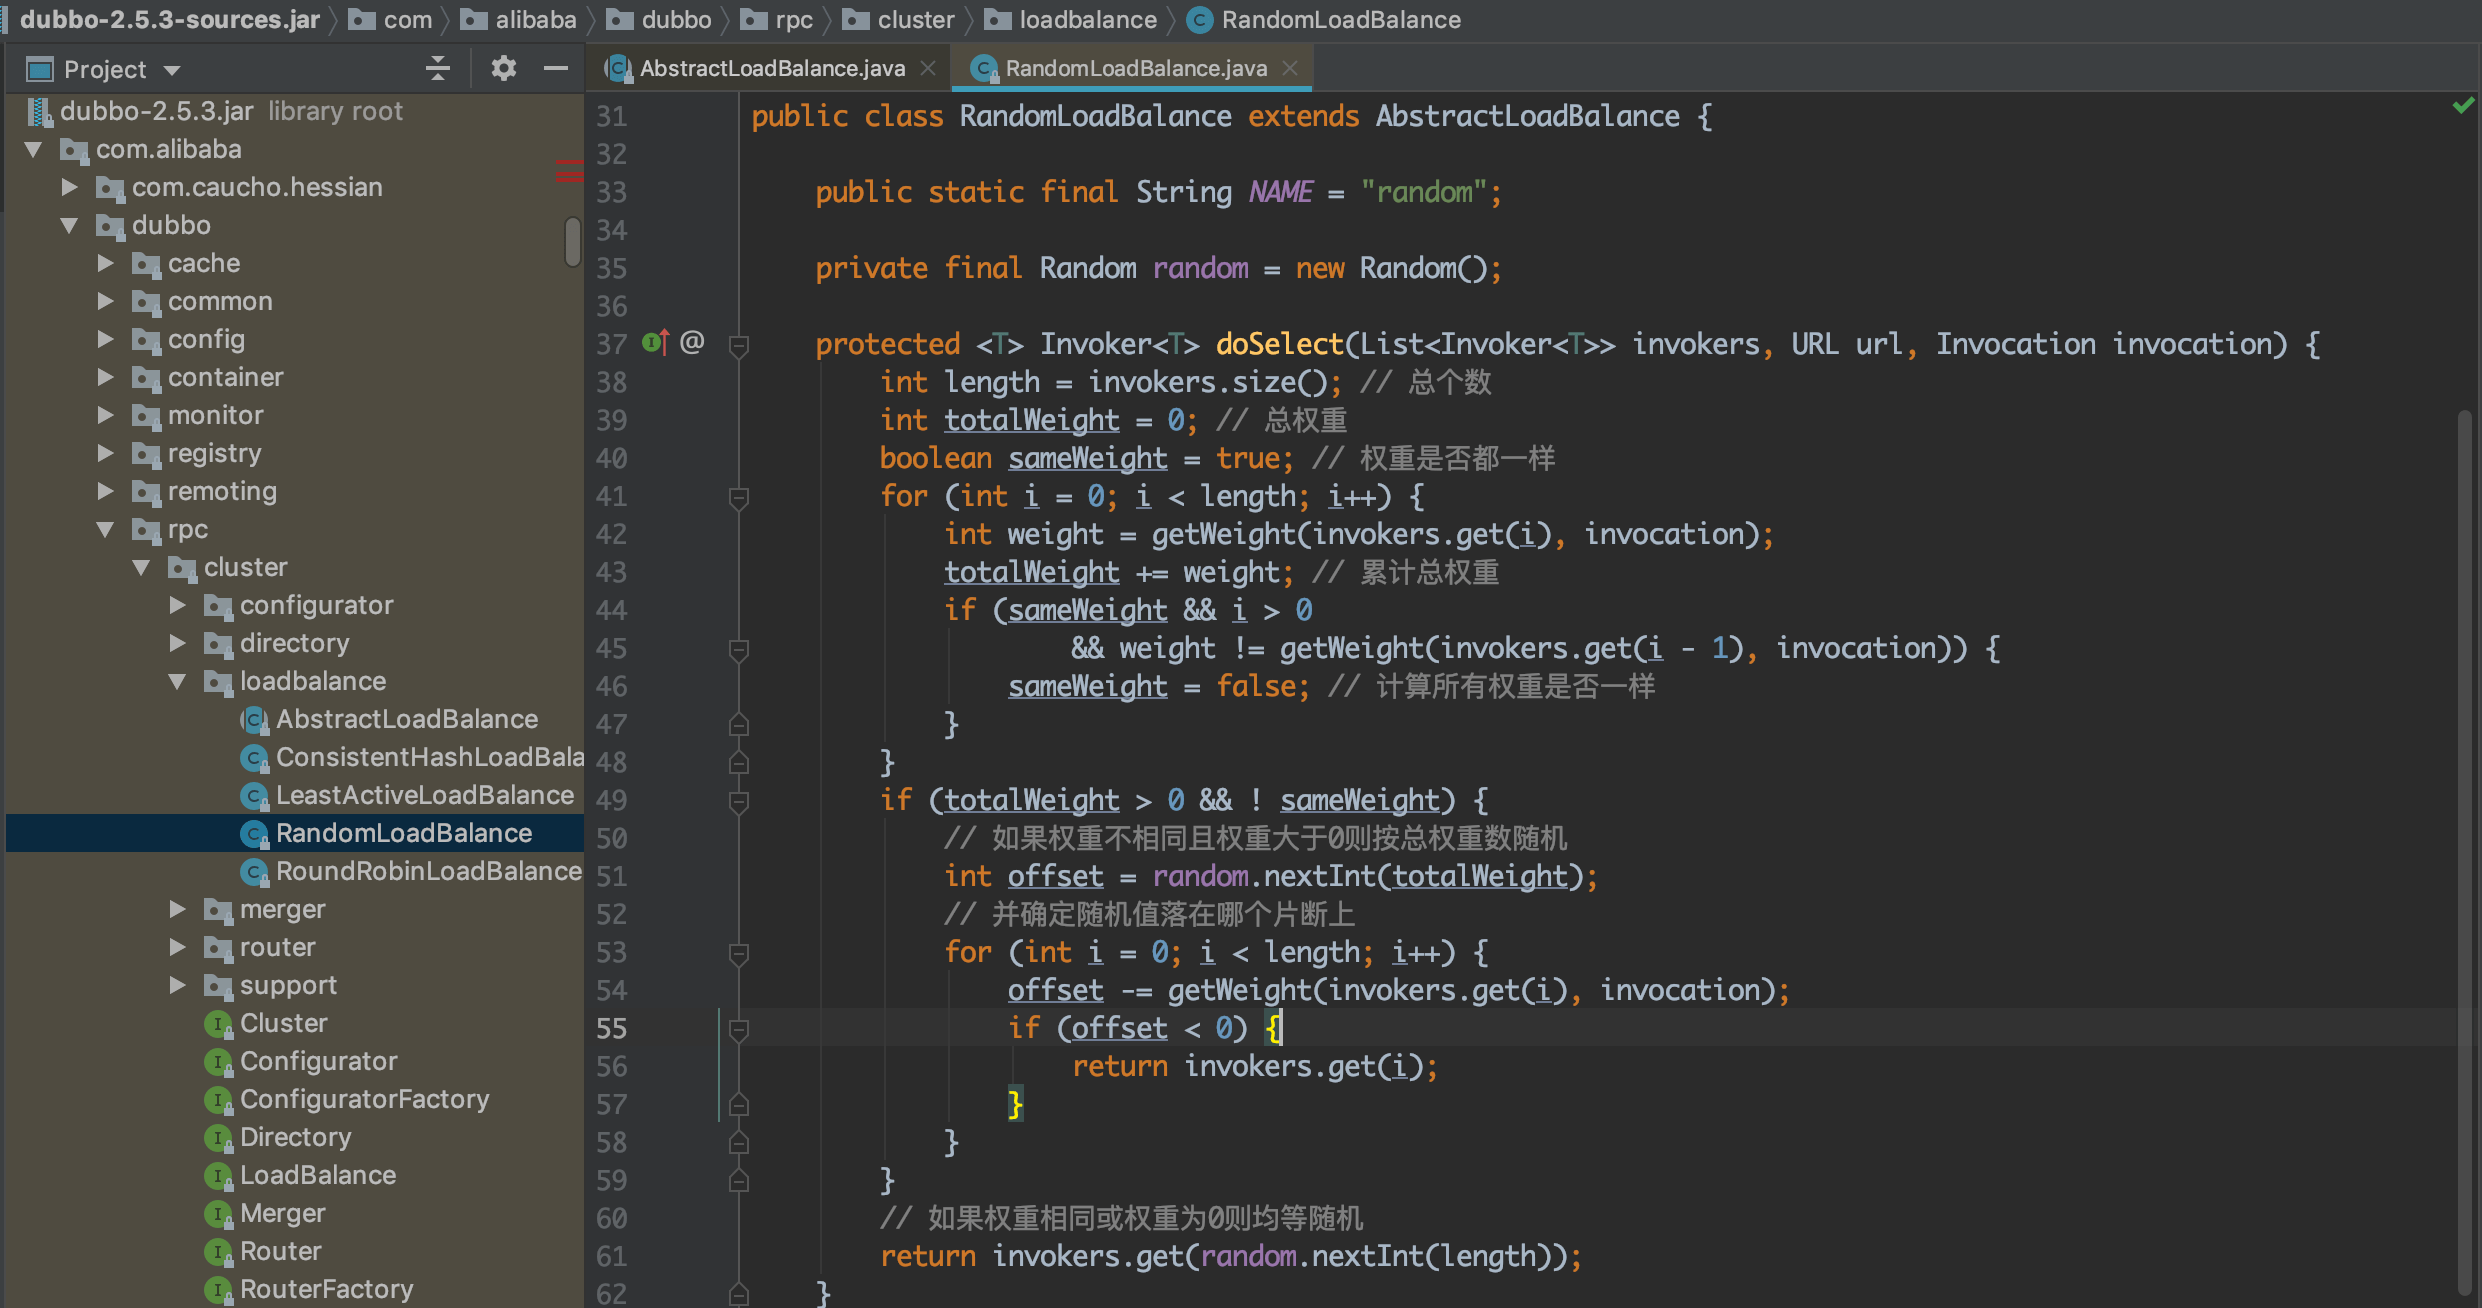 dubbo-2.5.3-sources.jar com alibaba dubbo rpc cluster loadbalance RandomLoadBalance
Project
dubbo-2.5.3.jar library root
com.alibaba
com.caucho.hessian
dubbo
cache
common
config
container
monitor
registry
remoting
rpc
cluster
configurator
directory
loadbalance
AbstractLoadBalance
ConsistentHashLoadBala
LeastActiveLoadBalance
RandomLoadBalance
RoundRobinLoadBalance
merger
router
support
Cluster
Configurator
ConfiguratorFactory
Directory
LoadBalance
Merger
Router
RouterFactory
AbstractLoadBalance.java RandomLoadBalance.java
31 public class RandomLoadBalance extends AbstractLoadBalance {
32
33 public static final String NAME = "random";
34
35 private final Random random = new Random();
36
37 @ protected <T> Invoker<T> doSelect(List<Invoker<T>> invokers, URL url, Invocation invocation) {
38 int length = invokers.size(); // 总个数
39 int totalWeight = 0; // 总权重
40 boolean sameWeight = true; // 权重是否都一样
41 for (int i = 0; i < length; i++) {
42 int weight = getWeight(invokers.get(i), invocation);
43 totalWeight += weight; // 累计总权重
44 if (sameWeight && i > 0
45 && weight != getWeight(invokers.get(i - 1), invocation)) {
46 sameWeight = false; // 计算所有权重是否一样
47 }
48 }
49 if (totalWeight > 0 && ! sameWeight) {
50 // 如果权重不相同且权重大于0则按总权重数随机
51 int offset = random.nextInt(totalWeight);
52 // 并确定随机值落在哪个片断上
53 for (int i = 0; i < length; i++) {
54 offset -= getWeight(invokers.get(i), invocation);
55 if (offset < 0) {
56 return invokers.get(i);
57 }
58 }
59 }
60 // 如果权重相同或权重为0则均等随机
61 return invokers.get(random.nextInt(length));
62 }